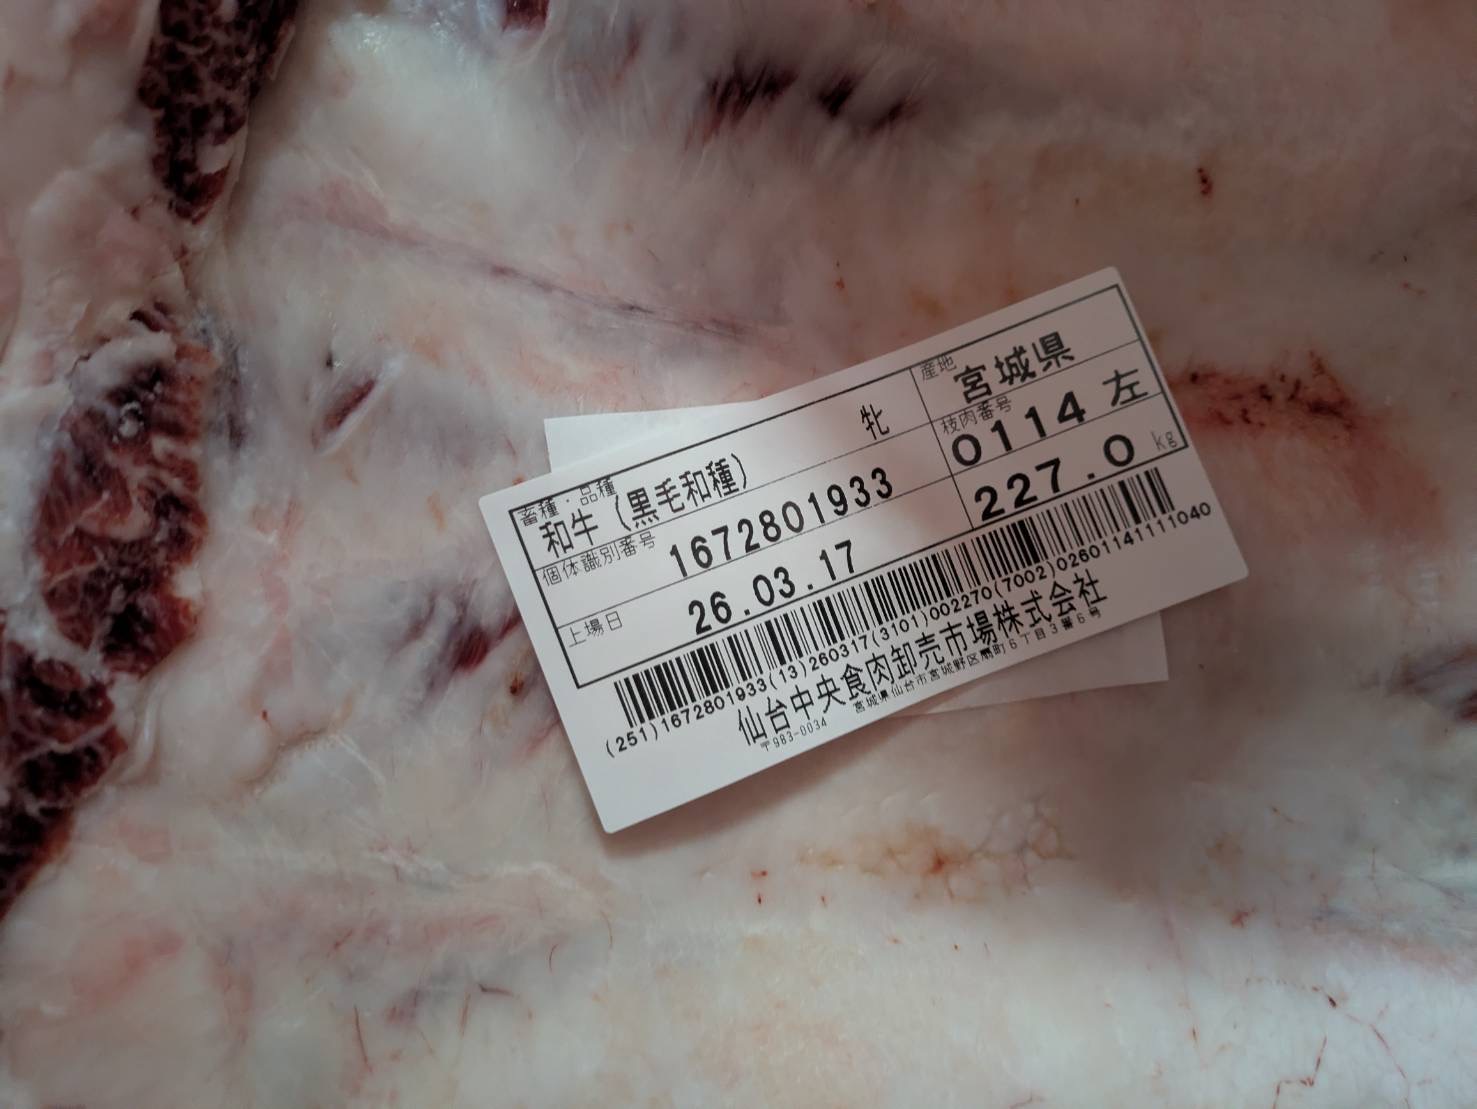 畜種・品種
和牛 (黒毛和種) 牝
産地
宮城県
個体識別番号
1672801933
枝肉番号
0114 左
上場日
26.03.17
227.0 kg
(251)1672801933(13)260317(3101)002270(7002)02601141111040
仙台中央食肉卸売市場株式会社
〒983-0034 宮城県仙台市宮城野区扇町6丁目3番6号